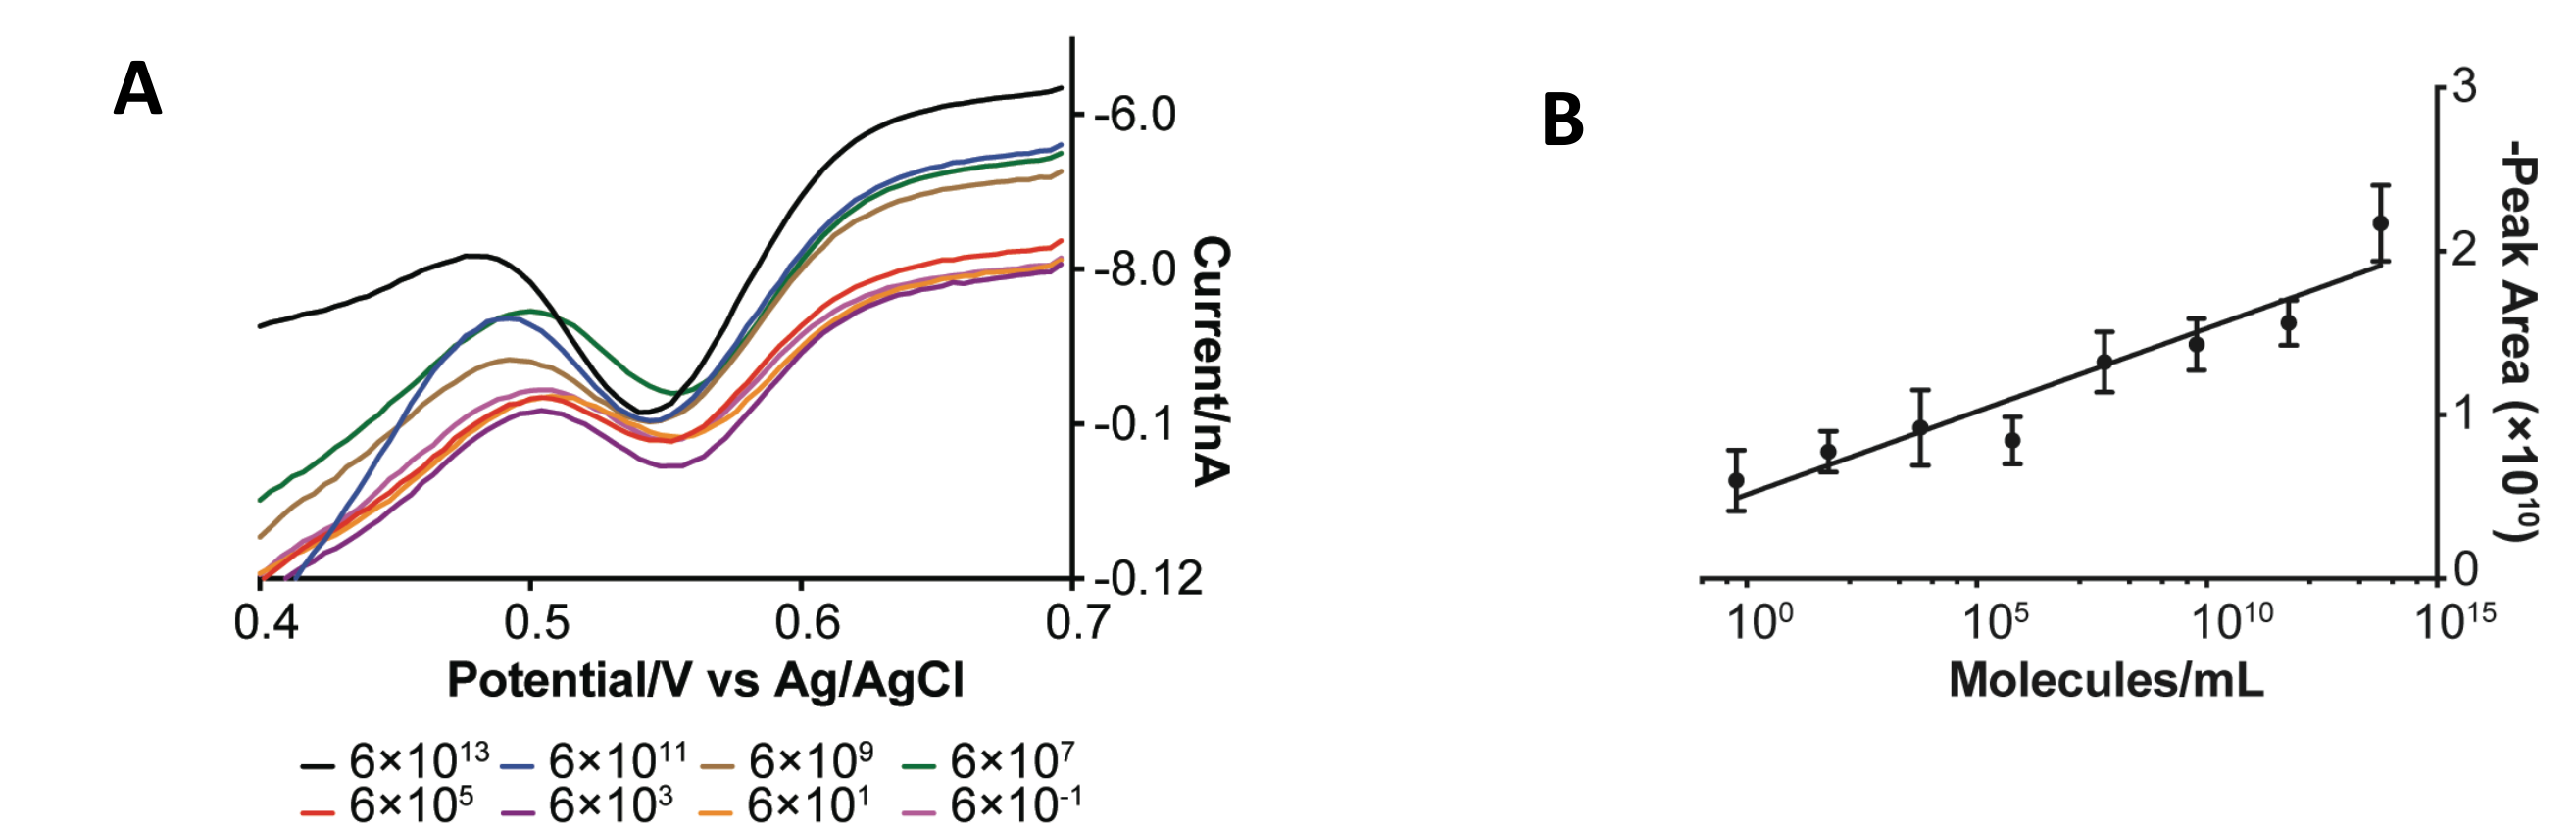 A
-6.0
-8.0
-0.1
-0.12
Current/nA
0.4 0.5 0.6 0.7
Potential/V vs Ag/AgCl
6×10¹³ 6×10¹¹ 6×10⁹ 6×10⁷
6×10⁵ 6×10³ 6×10¹ 6×10⁻¹
B
3
2
1
0
-Peak Area (×10¹⁰)
10⁰ 10⁵ 10¹⁰ 10¹⁵
Molecules/mL